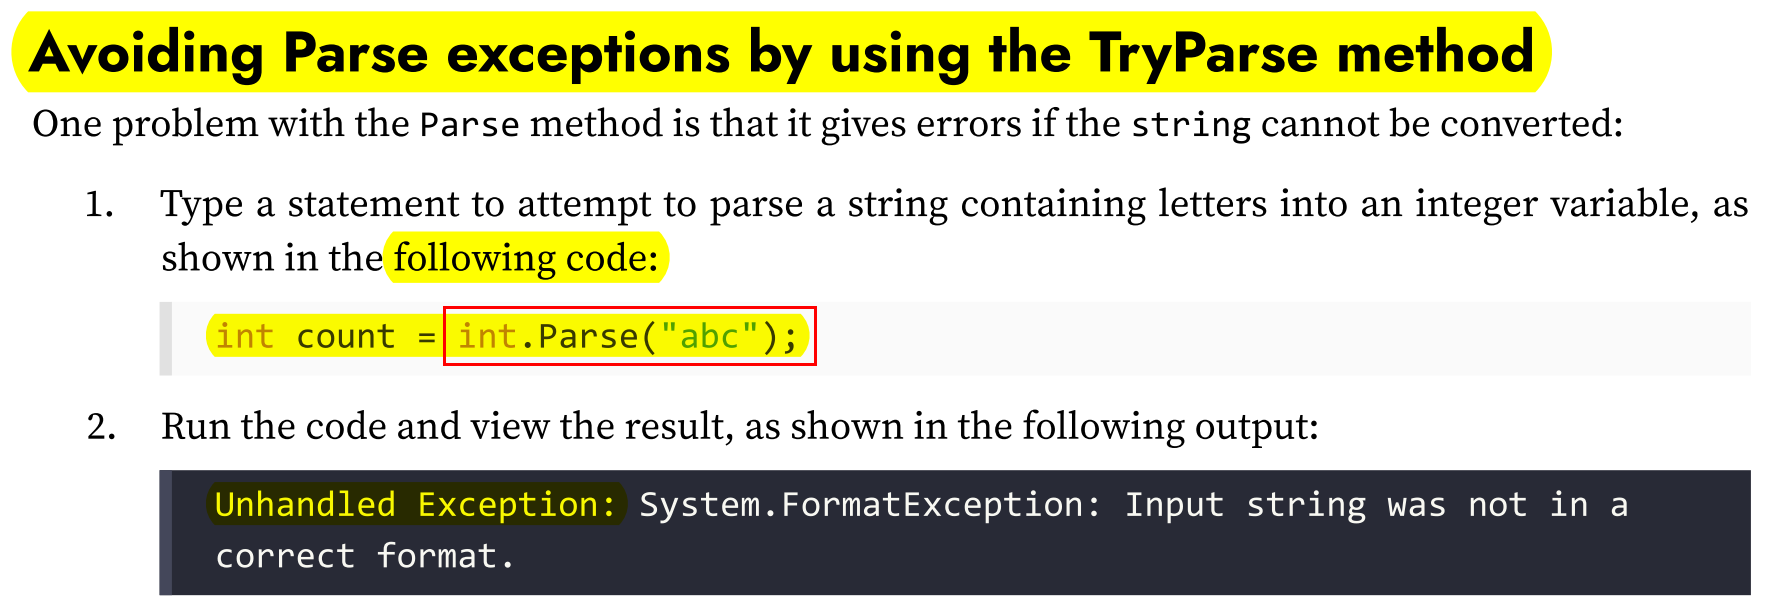 Avoiding Parse exceptions by using the TryParse method
One problem with the Parse method is that it gives errors if the string cannot be converted:
1. Type a statement to attempt to parse a string containing letters into an integer variable, as
shown in the following code:
int count = int.Parse("abc");
2. Run the code and view the result, as shown in the following output:
Unhandled Exception: System.FormatException: Input string was not in a
correct format.